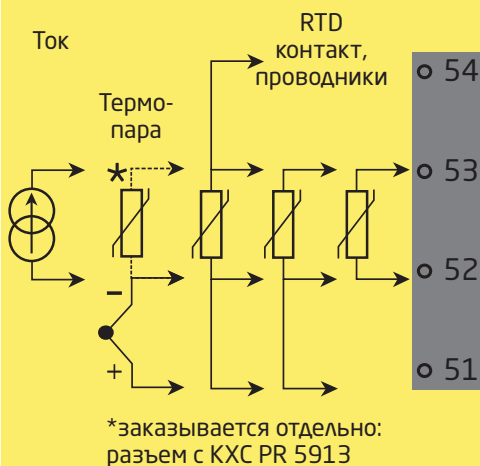 Ток
RTD
контакт,
проводники
Термо-
пара
*
54
53
52
51
–
+
*заказывается отдельно:
разъем с КХС PR 5913